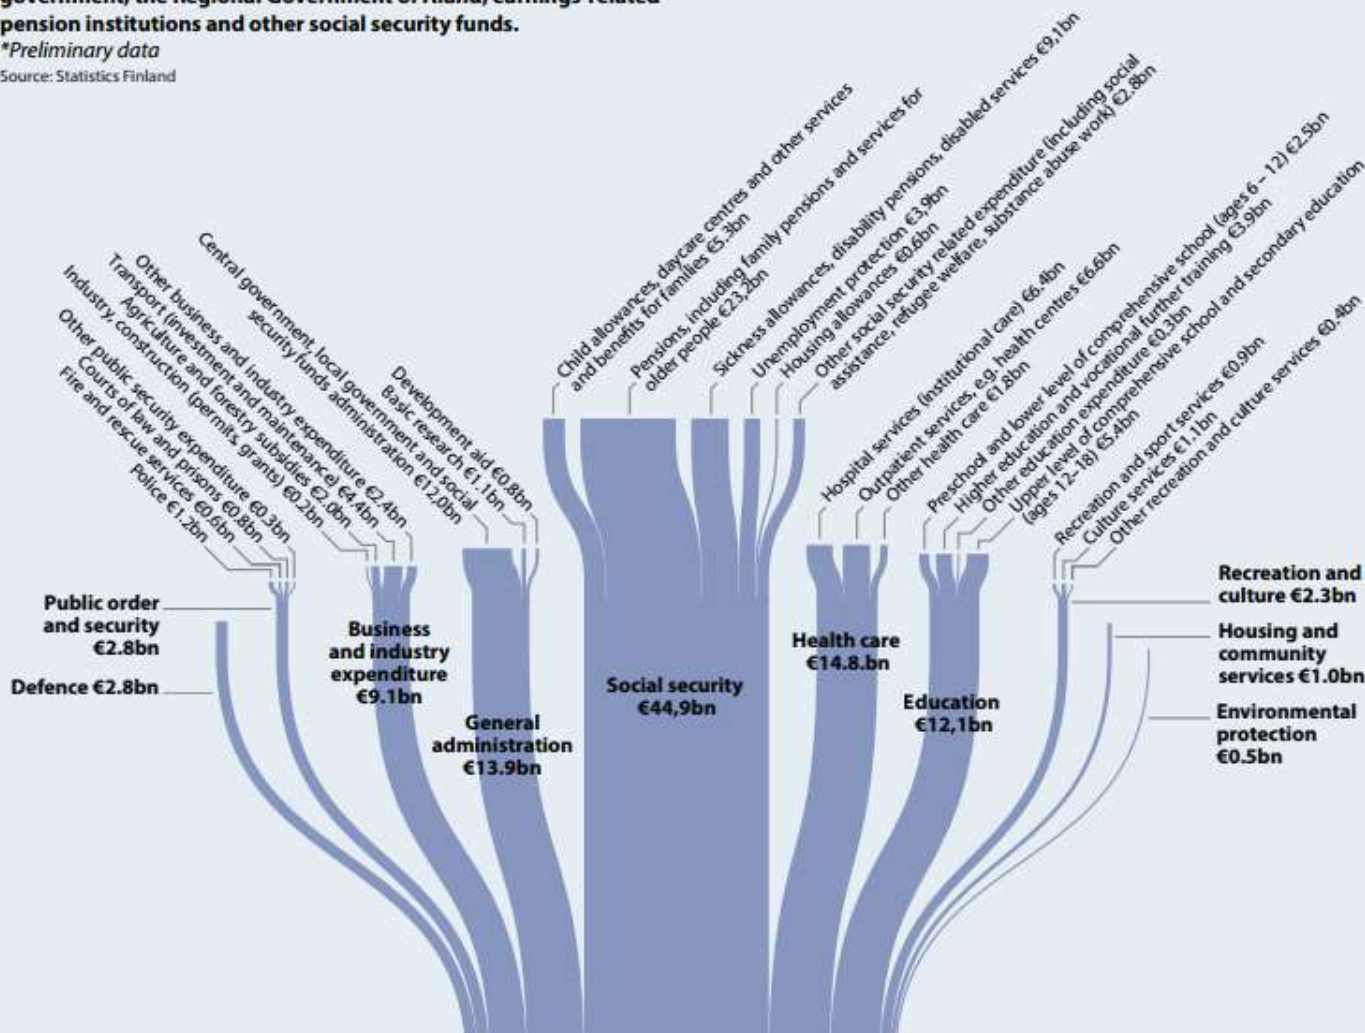 pension institutions and other social security funds.
*Preliminary data
Source: Statistics Finland
Police €1.2bn
Fire and rescue services €0.6bn
Courts of law and prisons €0.8bn
Other public security expenditure €0.3bn
Industry, construction (permits, grants) €0.2bn
Agriculture and forestry subsidies €2.0bn
Transport (investment and maintenance) €4.4bn
Other business and industry expenditure €2.4bn
Central government, local government and social
security funds administration €12,0bn
Basic research €1,1bn
Development aid €0.8bn
Child allowances, daycare centres and other services
and benefits for families €5.3bn
Pensions, including family pensions and services for
older people €23,2bn
Sickness allowances, disability pensions, disabled services €9,1bn
Unemployment protection €3,9bn
Housing allowances €0.6bn
Other social security related expenditure (including social
assistance, refugee welfare, substance abuse work) €2.8bn
Hospital services (institutional care) €6.4bn
Outpatient services, e.g. health centres €6.6bn
Other health care €1.8bn
Preschool and lower level of comprehensive school (ages 6 – 12) €2.5bn
Higher education and vocational further training €3.9bn
Other education expenditure €0.3bn
Upper level of comprehensive school and secondary education
(ages 12–18) €5.4bn
Recreation and sport services €0.9bn
Culture services €1.1bn
Other recreation and culture services €0.4bn
Public order
and security
€2.8bn
Defence €2.8bn
Business
and industry
expenditure
€9.1bn
General
administration
€13.9bn
Social security
€44,9bn
Health care
€14.8.bn
Education
€12,1bn
Recreation and
culture €2.3bn
Housing and
community
services €1.0bn
Environmental
protection
€0.5bn